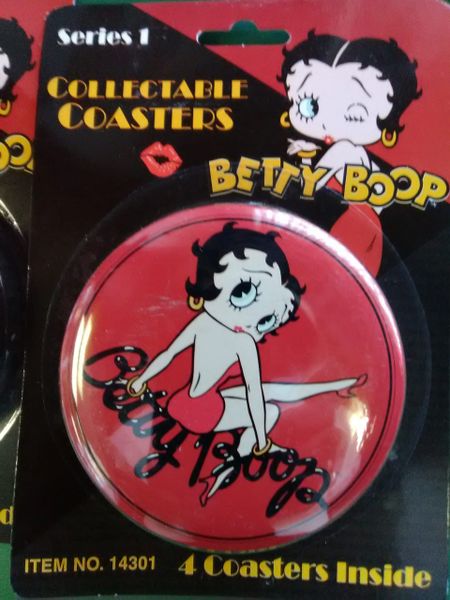 Series 1
COLLECTABLE
COASTERS
BETTY BOOP
Betty Boop
ITEM NO. 14301
4 Coasters Inside